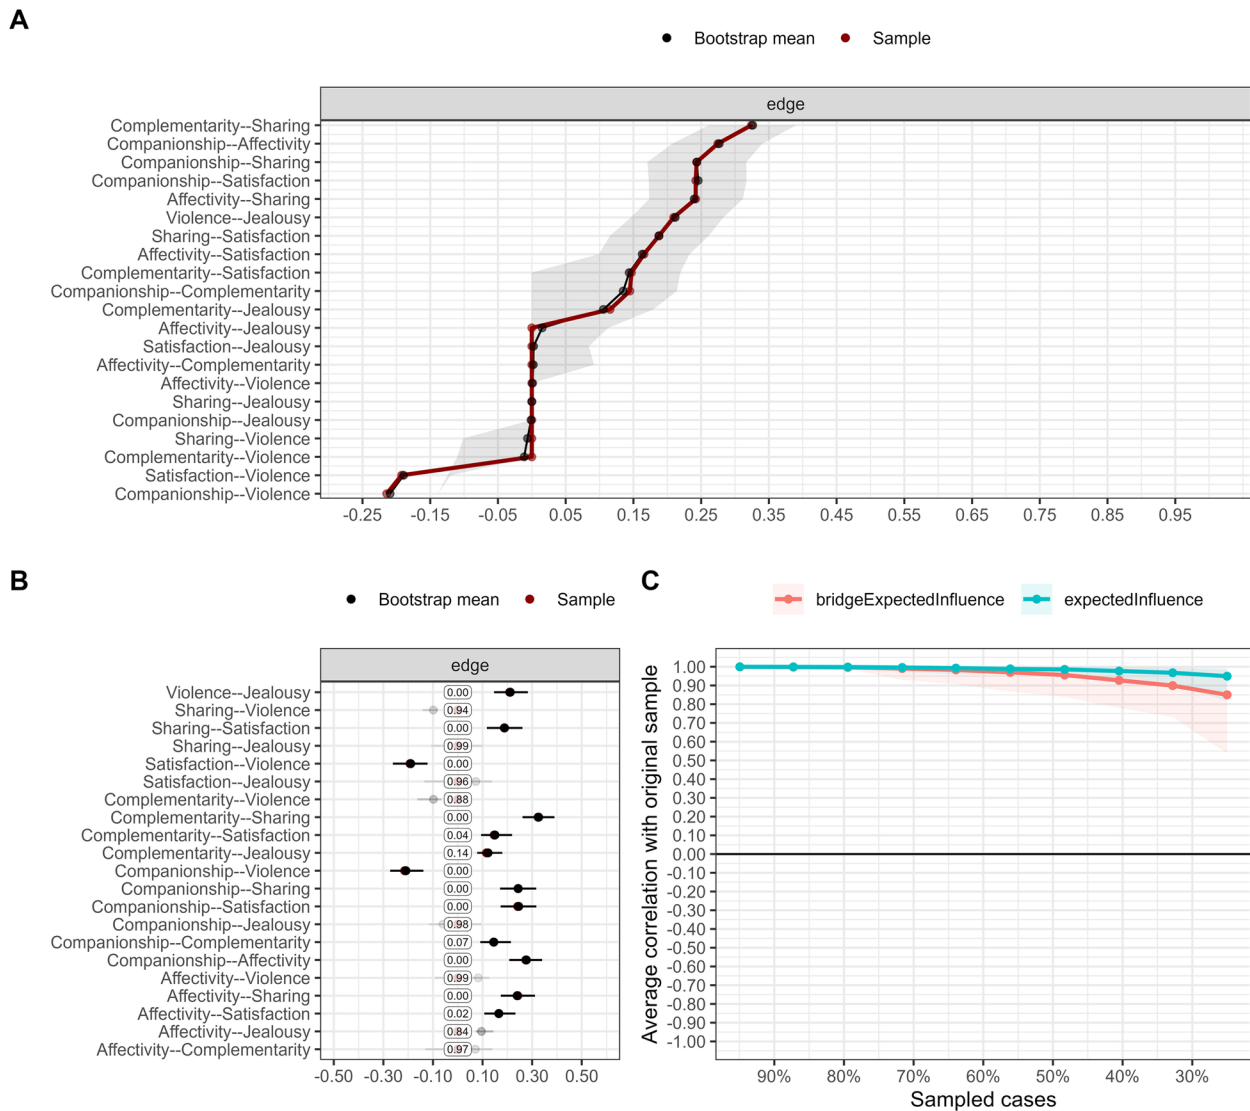 A
Bootstrap mean Sample
edge
Complementarity--Sharing
Companionship--Affectivity
Companionship--Sharing
Companionship--Satisfaction
Affectivity--Sharing
Violence--Jealousy
Sharing--Satisfaction
Affectivity--Satisfaction
Complementarity--Satisfaction
Companionship--Complementarity
Complementarity--Jealousy
Affectivity--Jealousy
Satisfaction--Jealousy
Affectivity--Complementarity
Affectivity--Violence
Sharing--Jealousy
Companionship--Jealousy
Sharing--Violence
Complementarity--Violence
Satisfaction--Violence
Companionship--Violence
-0.25 -0.15 -0.05 0.05 0.15 0.25 0.35 0.45 0.55 0.65 0.75 0.85 0.95
B
Bootstrap mean Sample
edge
Violence--Jealousy 0.00
Sharing--Violence 0.94
Sharing--Satisfaction 0.00
Sharing--Jealousy 0.99
Satisfaction--Violence 0.00
Satisfaction--Jealousy 0.96
Complementarity--Violence 0.88
Complementarity--Sharing 0.00
Complementarity--Satisfaction 0.04
Complementarity--Jealousy 0.14
Companionship--Violence 0.00
Companionship--Sharing 0.00
Companionship--Satisfaction 0.00
Companionship--Jealousy 0.98
Companionship--Complementarity 0.07
Companionship--Affectivity 0.00
Affectivity--Violence 0.99
Affectivity--Sharing 0.00
Affectivity--Satisfaction 0.02
Affectivity--Jealousy 0.84
Affectivity--Complementarity 0.97
-0.50 -0.30 -0.10 0.10 0.30 0.50
C
bridgeExpectedInfluence expectedInfluence
Average correlation with original sample
1.00
0.90
0.80
0.70
0.60
0.50
0.40
0.30
0.20
0.10
0.00
-0.10
-0.20
-0.30
-0.40
-0.50
-0.60
-0.70
-0.80
-0.90
-1.00
90% 80% 70% 60% 50% 40% 30%
Sampled cases